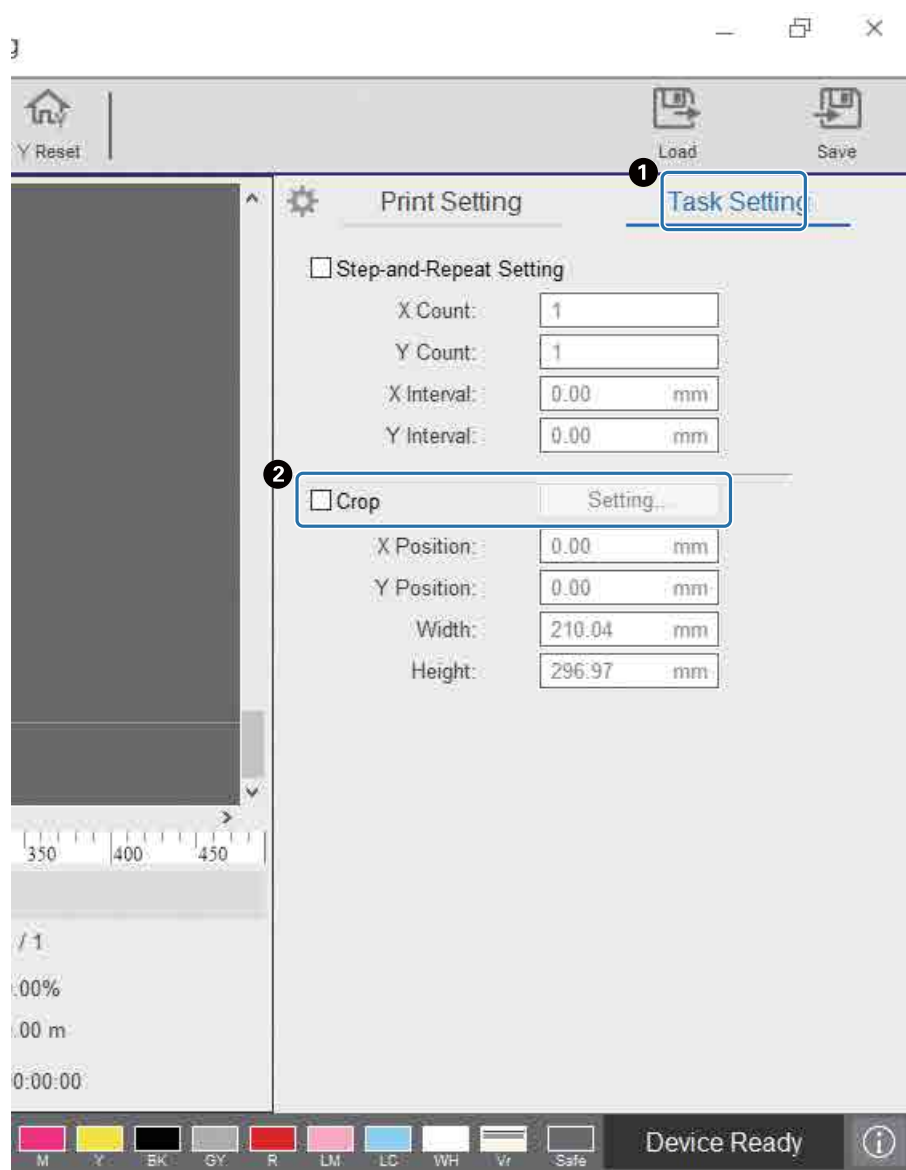 g
Y Reset
Load
Save
1
Print Setting
Task Setting
Step-and-Repeat Setting
X Count: 1
Y Count: 1
X Interval: 0.00 mm
Y Interval: 0.00 mm
2
Crop
Setting...
X Position: 0.00 mm
Y Position: 0.00 mm
Width: 210.04 mm
Height: 296.97 mm
350 400 450
/ 1
.00%
.00 m
0:00:00
M Y BK GY R LM LC WH Vr Safe
Device Ready